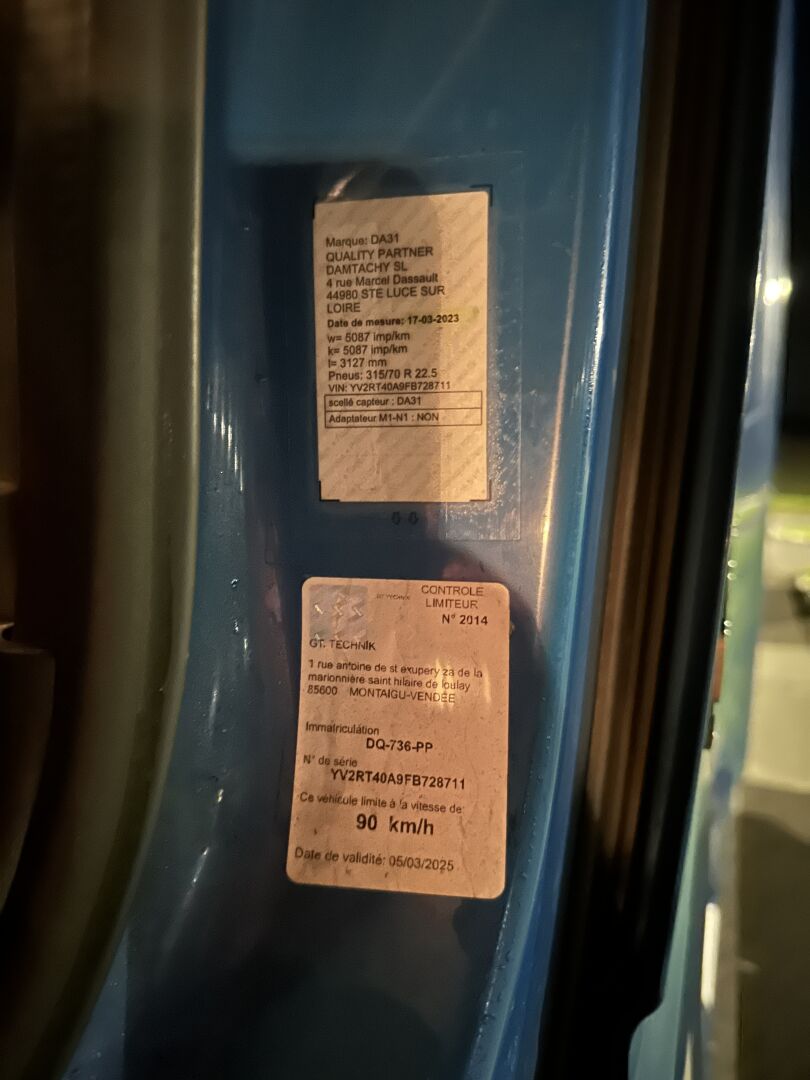 Marque: DA31
QUALITY PARTNER
DAMTACHY SL
4 rue Marcel Dassault
44980 STE LUCE SUR
LOIRE
Date de mesure: 17-03-2023
w= 5087 imp/km
k= 5087 imp/km
l= 3127 mm
Pneus: 315/70 R 22.5
VIN: YV2RT40A9FB728711
scellé capteur : DA31
Adaptateur M1-N1 : NON
GT TECHNIK
CONTROLE
LIMITEUR
N° 2014
GT. TECHNIK
1 rue antoine de st exupery za de la
marionnière saint hilaire de loulay
85600 MONTAIGU-VENDÉE
Immatriculation
DQ-736-PP
N° de série
YV2RT40A9FB728711
Ce véhicule limite à la vitesse de
90 km/h
Date de validité: 05/03/2025